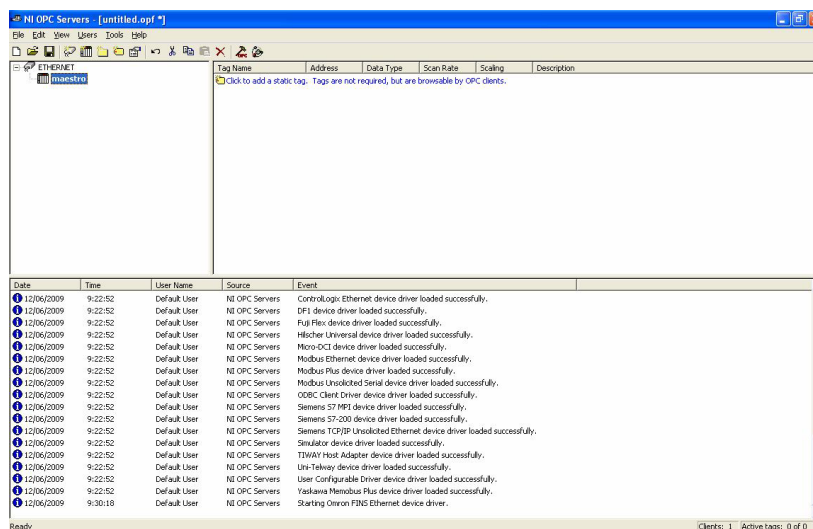 NI OPC Servers - [untitled.opf *]
File Edit View Users Tools Help
ETHERNET
maestro
Tag Name Address Data Type Scan Rate Scaling Description
Click to add a static tag. Tags are not required, but are browsable by OPC clients.
Date Time User Name Source Event
12/06/2009 9:22:52 Default User NI OPC Servers ControlLogix Ethernet device driver loaded successfully.
12/06/2009 9:22:52 Default User NI OPC Servers DF1 device driver loaded successfully.
12/06/2009 9:22:52 Default User NI OPC Servers Fuji Flex device driver loaded successfully.
12/06/2009 9:22:52 Default User NI OPC Servers Hilscher Universal device driver loaded successfully.
12/06/2009 9:22:52 Default User NI OPC Servers Micro-DCI device driver loaded successfully.
12/06/2009 9:22:52 Default User NI OPC Servers Modbus Ethernet device driver loaded successfully.
12/06/2009 9:22:52 Default User NI OPC Servers Modbus Plus device driver loaded successfully.
12/06/2009 9:22:52 Default User NI OPC Servers Modbus Unsolicited Serial device driver loaded successfully.
12/06/2009 9:22:52 Default User NI OPC Servers ODBC Client Driver device driver loaded successfully.
12/06/2009 9:22:52 Default User NI OPC Servers Siemens S7 MPI device driver loaded successfully.
12/06/2009 9:22:52 Default User NI OPC Servers Siemens S7-200 device driver loaded successfully.
12/06/2009 9:22:52 Default User NI OPC Servers Siemens TCP/IP Unsolicited Ethernet device driver loaded successfully.
12/06/2009 9:22:52 Default User NI OPC Servers Simulator device driver loaded successfully.
12/06/2009 9:22:52 Default User NI OPC Servers TIWAY Host Adapter device driver loaded successfully.
12/06/2009 9:22:52 Default User NI OPC Servers Uni-Telway device driver loaded successfully.
12/06/2009 9:22:52 Default User NI OPC Servers User Configurable Driver device driver loaded successfully.
12/06/2009 9:22:52 Default User NI OPC Servers Yaskawa Memobus Plus device driver loaded successfully.
12/06/2009 9:30:18 Default User NI OPC Servers Starting Omron FINS Ethernet device driver.
Ready Clients: 1 Active tags: 0 of 0